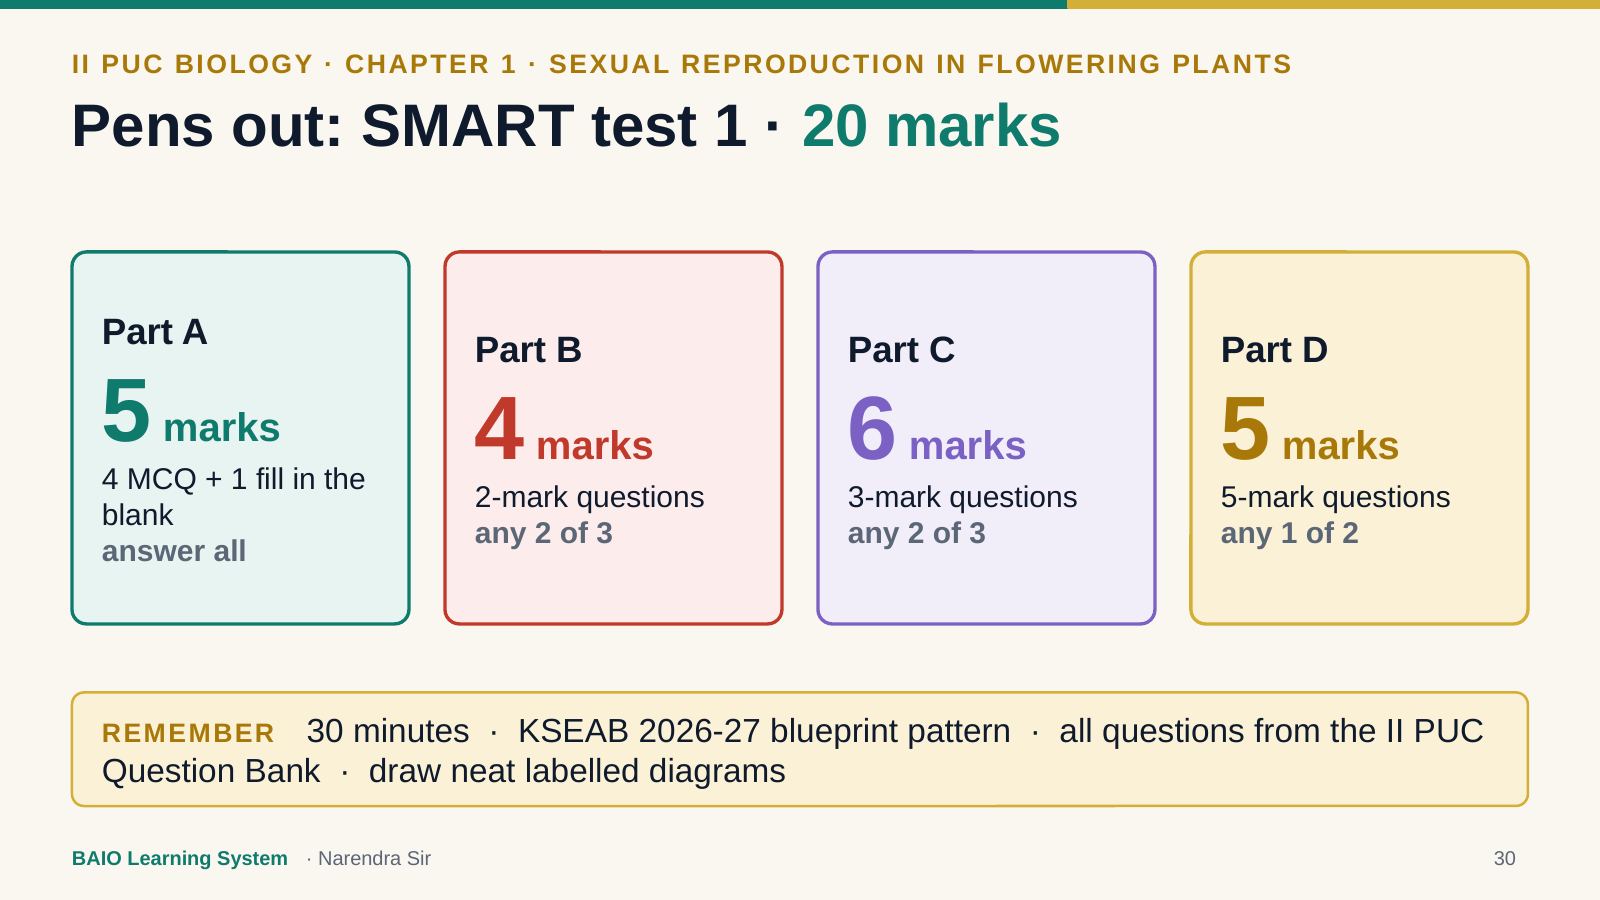 II PUC BIOLOGY · CHAPTER 1 · SEXUAL REPRODUCTION IN FLOWERING PLANTS
Pens out: SMART test 1 · 20 marks
Part A
5 marks
4 MCQ + 1 fill in the
blank
answer all
Part B
4 marks
2-mark questions
any 2 of 3
Part C
6 marks
3-mark questions
any 2 of 3
Part D
5 marks
5-mark questions
any 1 of 2
REMEMBER 30 minutes · KSEAB 2026-27 blueprint pattern · all questions from the II PUC
Question Bank · draw neat labelled diagrams
BAIO Learning System · Narendra Sir
30